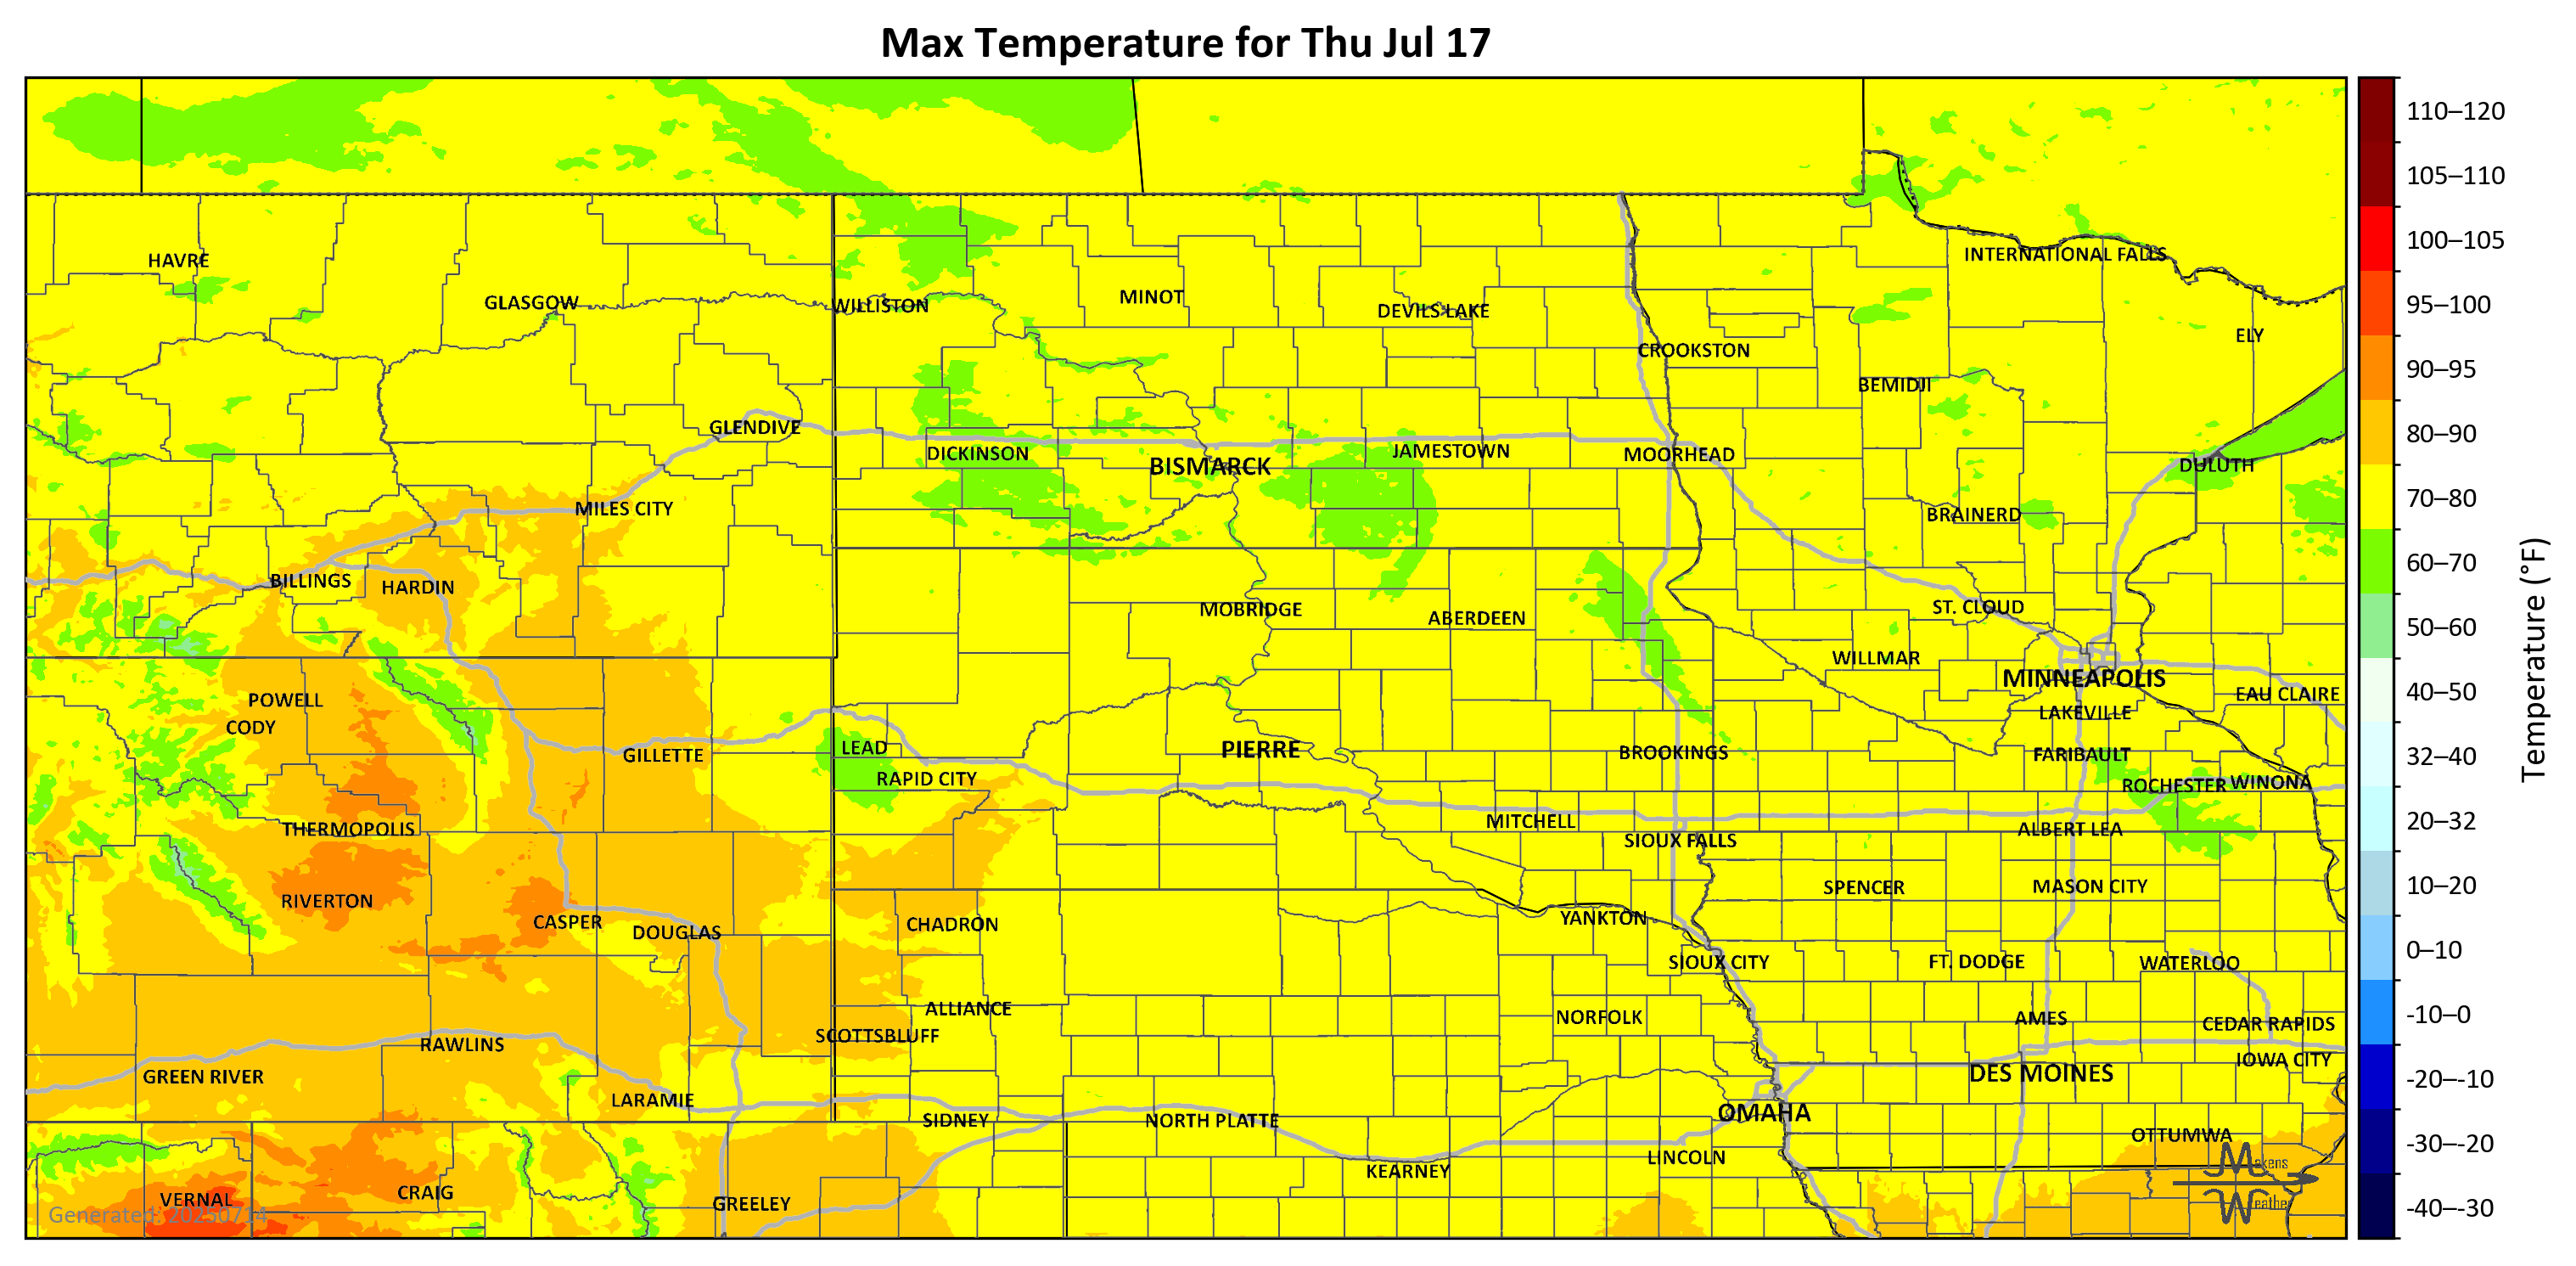 Max Temperature for Thu Jul 17
110–120
105–110
100–105
95–100
90–95
80–90
70–80
60–70
50–60
40–50
32–40
20–32
10–20
0–10
-10–0
-20–-10
-30–-20
-40–-30
Temperature (°F)
HAVRE
INTERNATIONAL FALLS
GLASGOW
WILLISTON
MINOT
DEVILS LAKE
ELY
CROOKSTON
BEMIDJI
GLENDIVE
DICKINSON
BISMARCK
JAMESTOWN
MOORHEAD
DULUTH
MILES CITY
BRAINERD
BILLINGS
HARDIN
MOBRIDGE
ABERDEEN
ST. CLOUD
WILLMAR
MINNEAPOLIS
EAU CLAIRE
POWELL
CODY
LAKEVILLE
GILLETTE
LEAD
PIERRE
BROOKINGS
FARIBAULT
RAPID CITY
ROCHESTER
WINONA
THERMOPOLIS
MITCHELL
SIOUX FALLS
ALBERT LEA
RIVERTON
SPENCER
MASON CITY
CASPER
DOUGLAS
CHADRON
YANKTON
SIOUX CITY
FT. DODGE
WATERLOO
ALLIANCE
NORFOLK
AMES
CEDAR RAPIDS
SCOTTSBLUFF
RAWLINS
IOWA CITY
GREEN RIVER
DES MOINES
LARAMIE
SIDNEY
NORTH PLATTE
OMAHA
OTTUMWA
LINCOLN
KEARNEY
VERNAL
CRAIG
GREELEY
Generated: 20250714
Makens
Weather